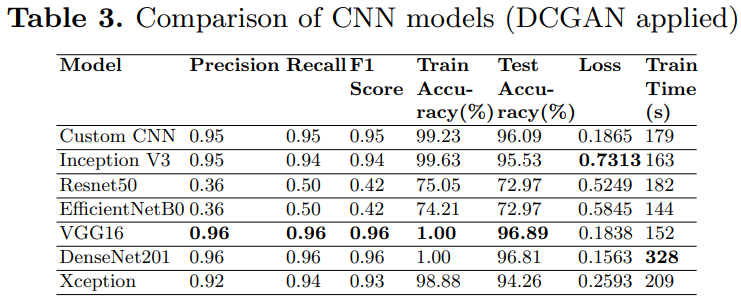 Table 3. Comparison of CNN models (DCGAN applied)
Model Precision Recall F1 Score Train Accu-racy(%) Test Accu-racy(%) Loss Train Time (s)
Custom CNN 0.95 0.95 0.95 99.23 96.09 0.1865 179
Inception V3 0.95 0.94 0.94 99.63 95.53 0.7313 163
Resnet50 0.36 0.50 0.42 75.05 72.97 0.5249 182
EfficientNetB0 0.36 0.50 0.42 74.21 72.97 0.5845 144
VGG16 0.96 0.96 0.96 1.00 96.89 0.1838 152
DenseNet201 0.96 0.96 0.96 1.00 96.81 0.1563 328
Xception 0.92 0.94 0.93 98.88 94.26 0.2593 209